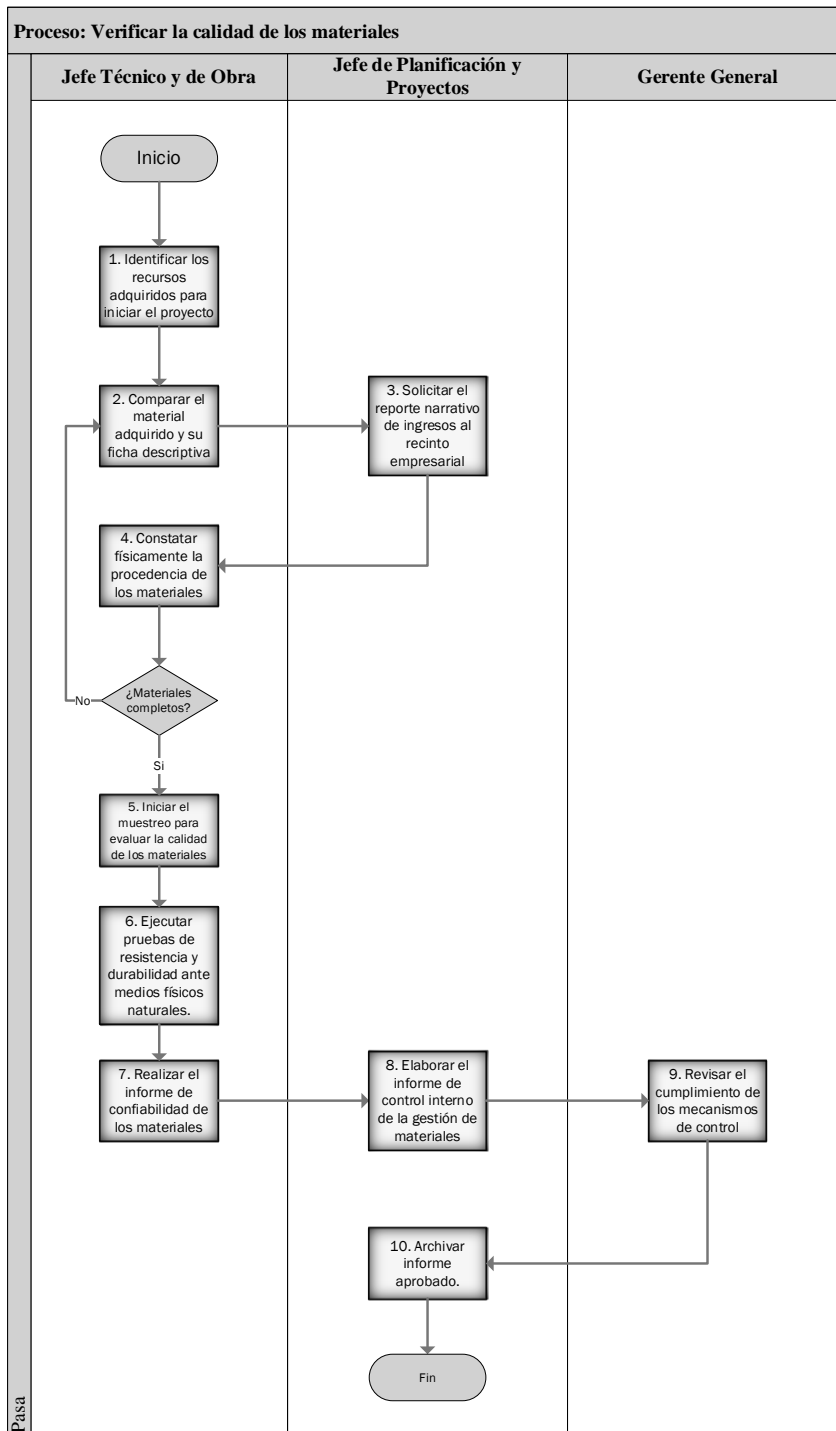 Proceso: Verificar la calidad de los materiales
Jefe Técnico y de Obra
Jefe de Planificación y
Proyectos
Gerente General
Inicio
1. Identificar los
recursos
adquiridos para
iniciar el proyecto
2. Comparar el
material
adquirido y su
ficha descriptiva
3. Solicitar el
reporte narrativo
de ingresos al
recinto
empresarial
4. Constatar
físicamente la
procedencia de
los materiales
¿Materiales
completos?
No
Si
5. Iniciar el
muestreo para
evaluar la calidad
de los materiales
6. Ejecutar
pruebas de
resistencia y
durabilidad ante
medios físicos
naturales.
7. Realizar el
informe de
confiabilidad de
los materiales
8. Elaborar el
informe de
control interno
de la gestión de
materiales
9. Revisar el
cumplimiento de
los mecanismos
de control
10. Archivar
informe
aprobado.
Fin
Pasa